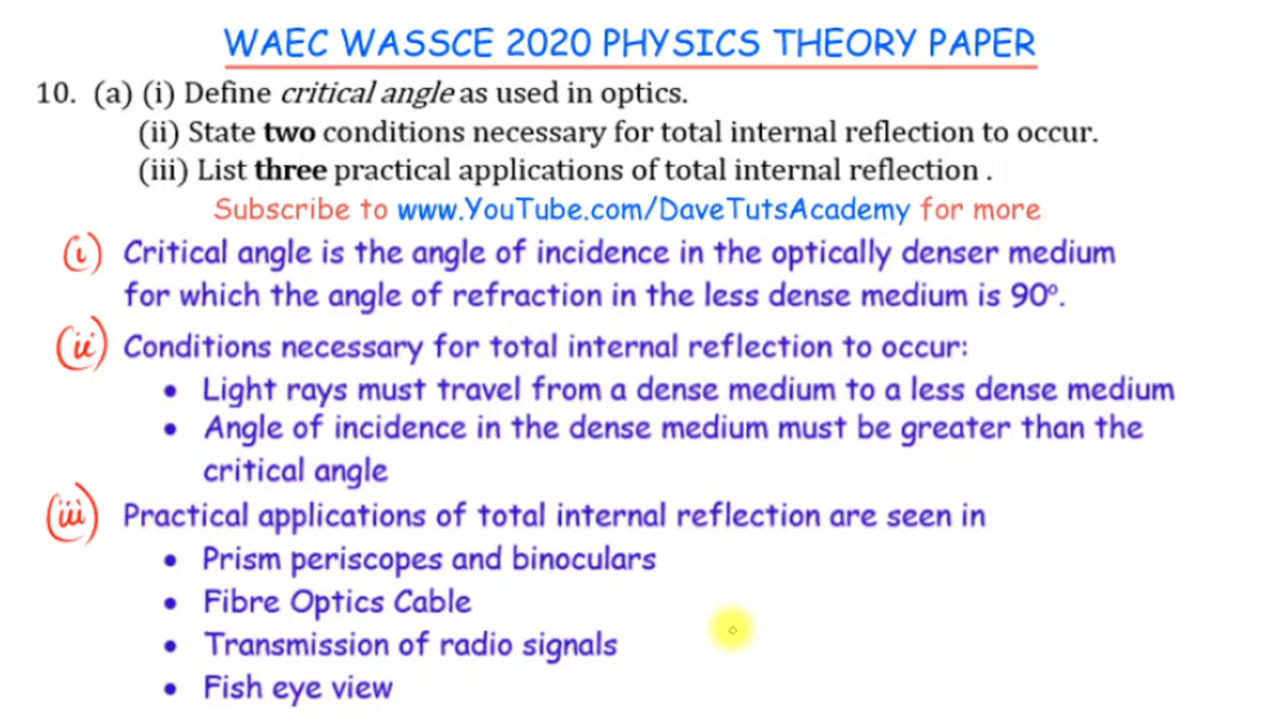 WAEC WASSCE 2020 PHYSICS THEORY PAPER
10. (a) (i) Define critical angle as used in optics.
(ii) State two conditions necessary for total internal reflection to occur.
(iii) List three practical applications of total internal reflection .
Subscribe to www.YouTube.com/DaveTutsAcademy for more
(i) Critical angle is the angle of incidence in the optically denser medium
for which the angle of refraction in the less dense medium is 90º.
(ii) Conditions necessary for total internal reflection to occur:
• Light rays must travel from a dense medium to a less dense medium
• Angle of incidence in the dense medium must be greater than the
critical angle
(iii) Practical applications of total internal reflection are seen in
• Prism periscopes and binoculars
• Fibre Optics Cable
• Transmission of radio signals
• Fish eye view